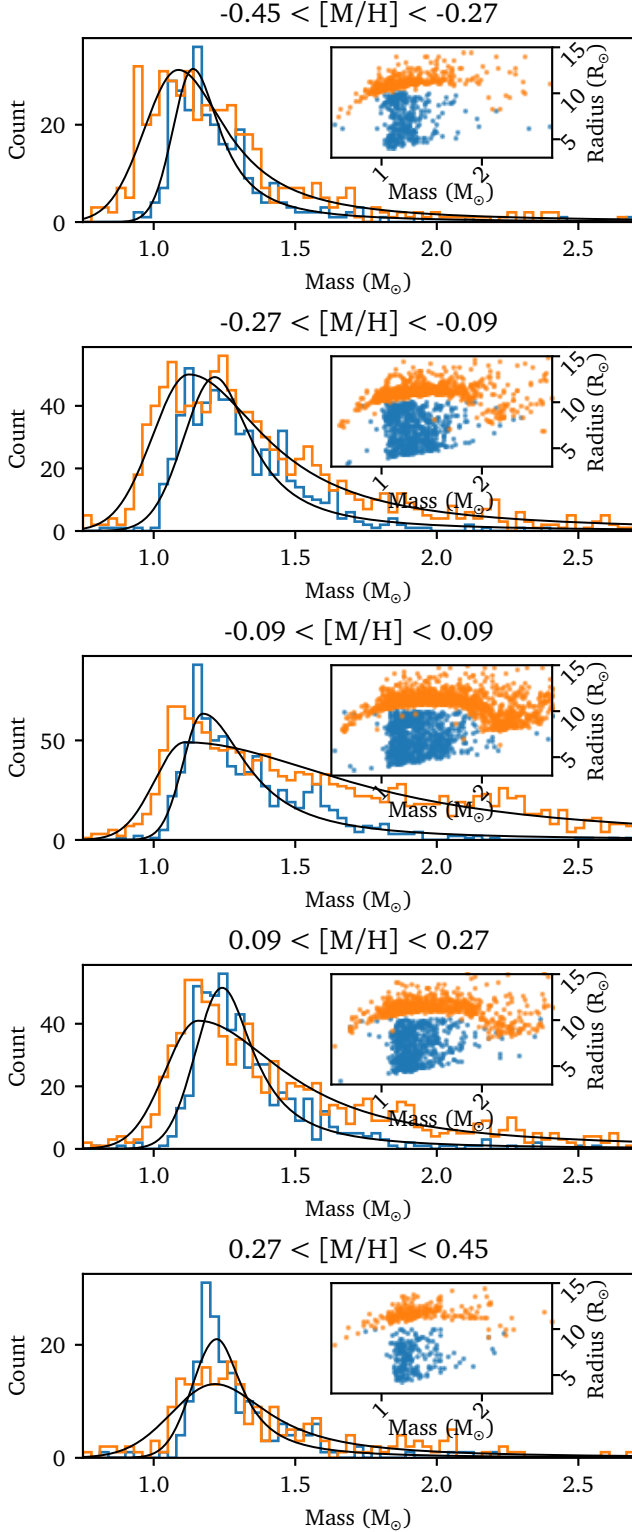 -0.45 < [M/H] < -0.27
Count
20
0
1.0 1.5 2.0 2.5
Mass (M⊙)
15
10
5
Radius (R⊙)
1 2
Mass (M⊙)
-0.27 < [M/H] < -0.09
Count
40
20
0
1.0 1.5 2.0 2.5
Mass (M⊙)
15
10
5
Radius (R⊙)
1 2
Mass (M⊙)
-0.09 < [M/H] < 0.09
Count
50
0
1.0 1.5 2.0 2.5
Mass (M⊙)
15
10
5
Radius (R⊙)
1 2
Mass (M⊙)
0.09 < [M/H] < 0.27
Count
40
20
0
1.0 1.5 2.0 2.5
Mass (M⊙)
15
10
5
Radius (R⊙)
1 2
Mass (M⊙)
0.27 < [M/H] < 0.45
Count
20
0
1.0 1.5 2.0 2.5
Mass (M⊙)
15
10
5
Radius (R⊙)
1 2
Mass (M⊙)